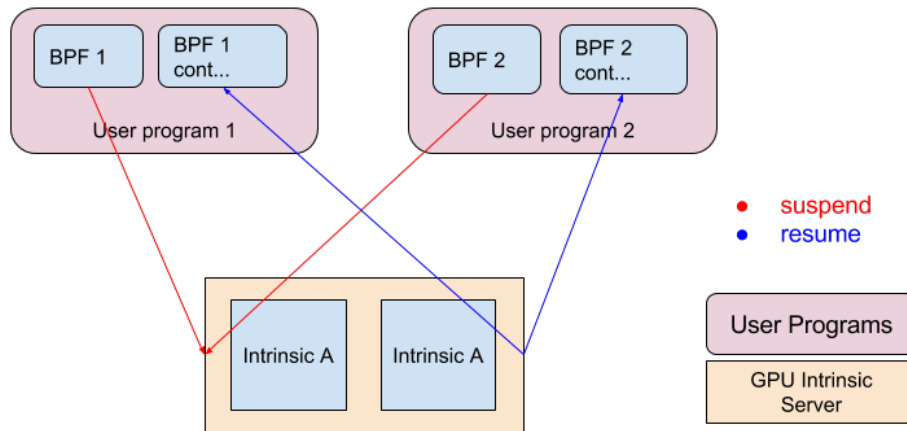 BPF 1
BPF 1
cont...
User program 1
BPF 2
BPF 2
cont...
User program 2
suspend
resume
Intrinsic A
Intrinsic A
User Programs
GPU Intrinsic
Server